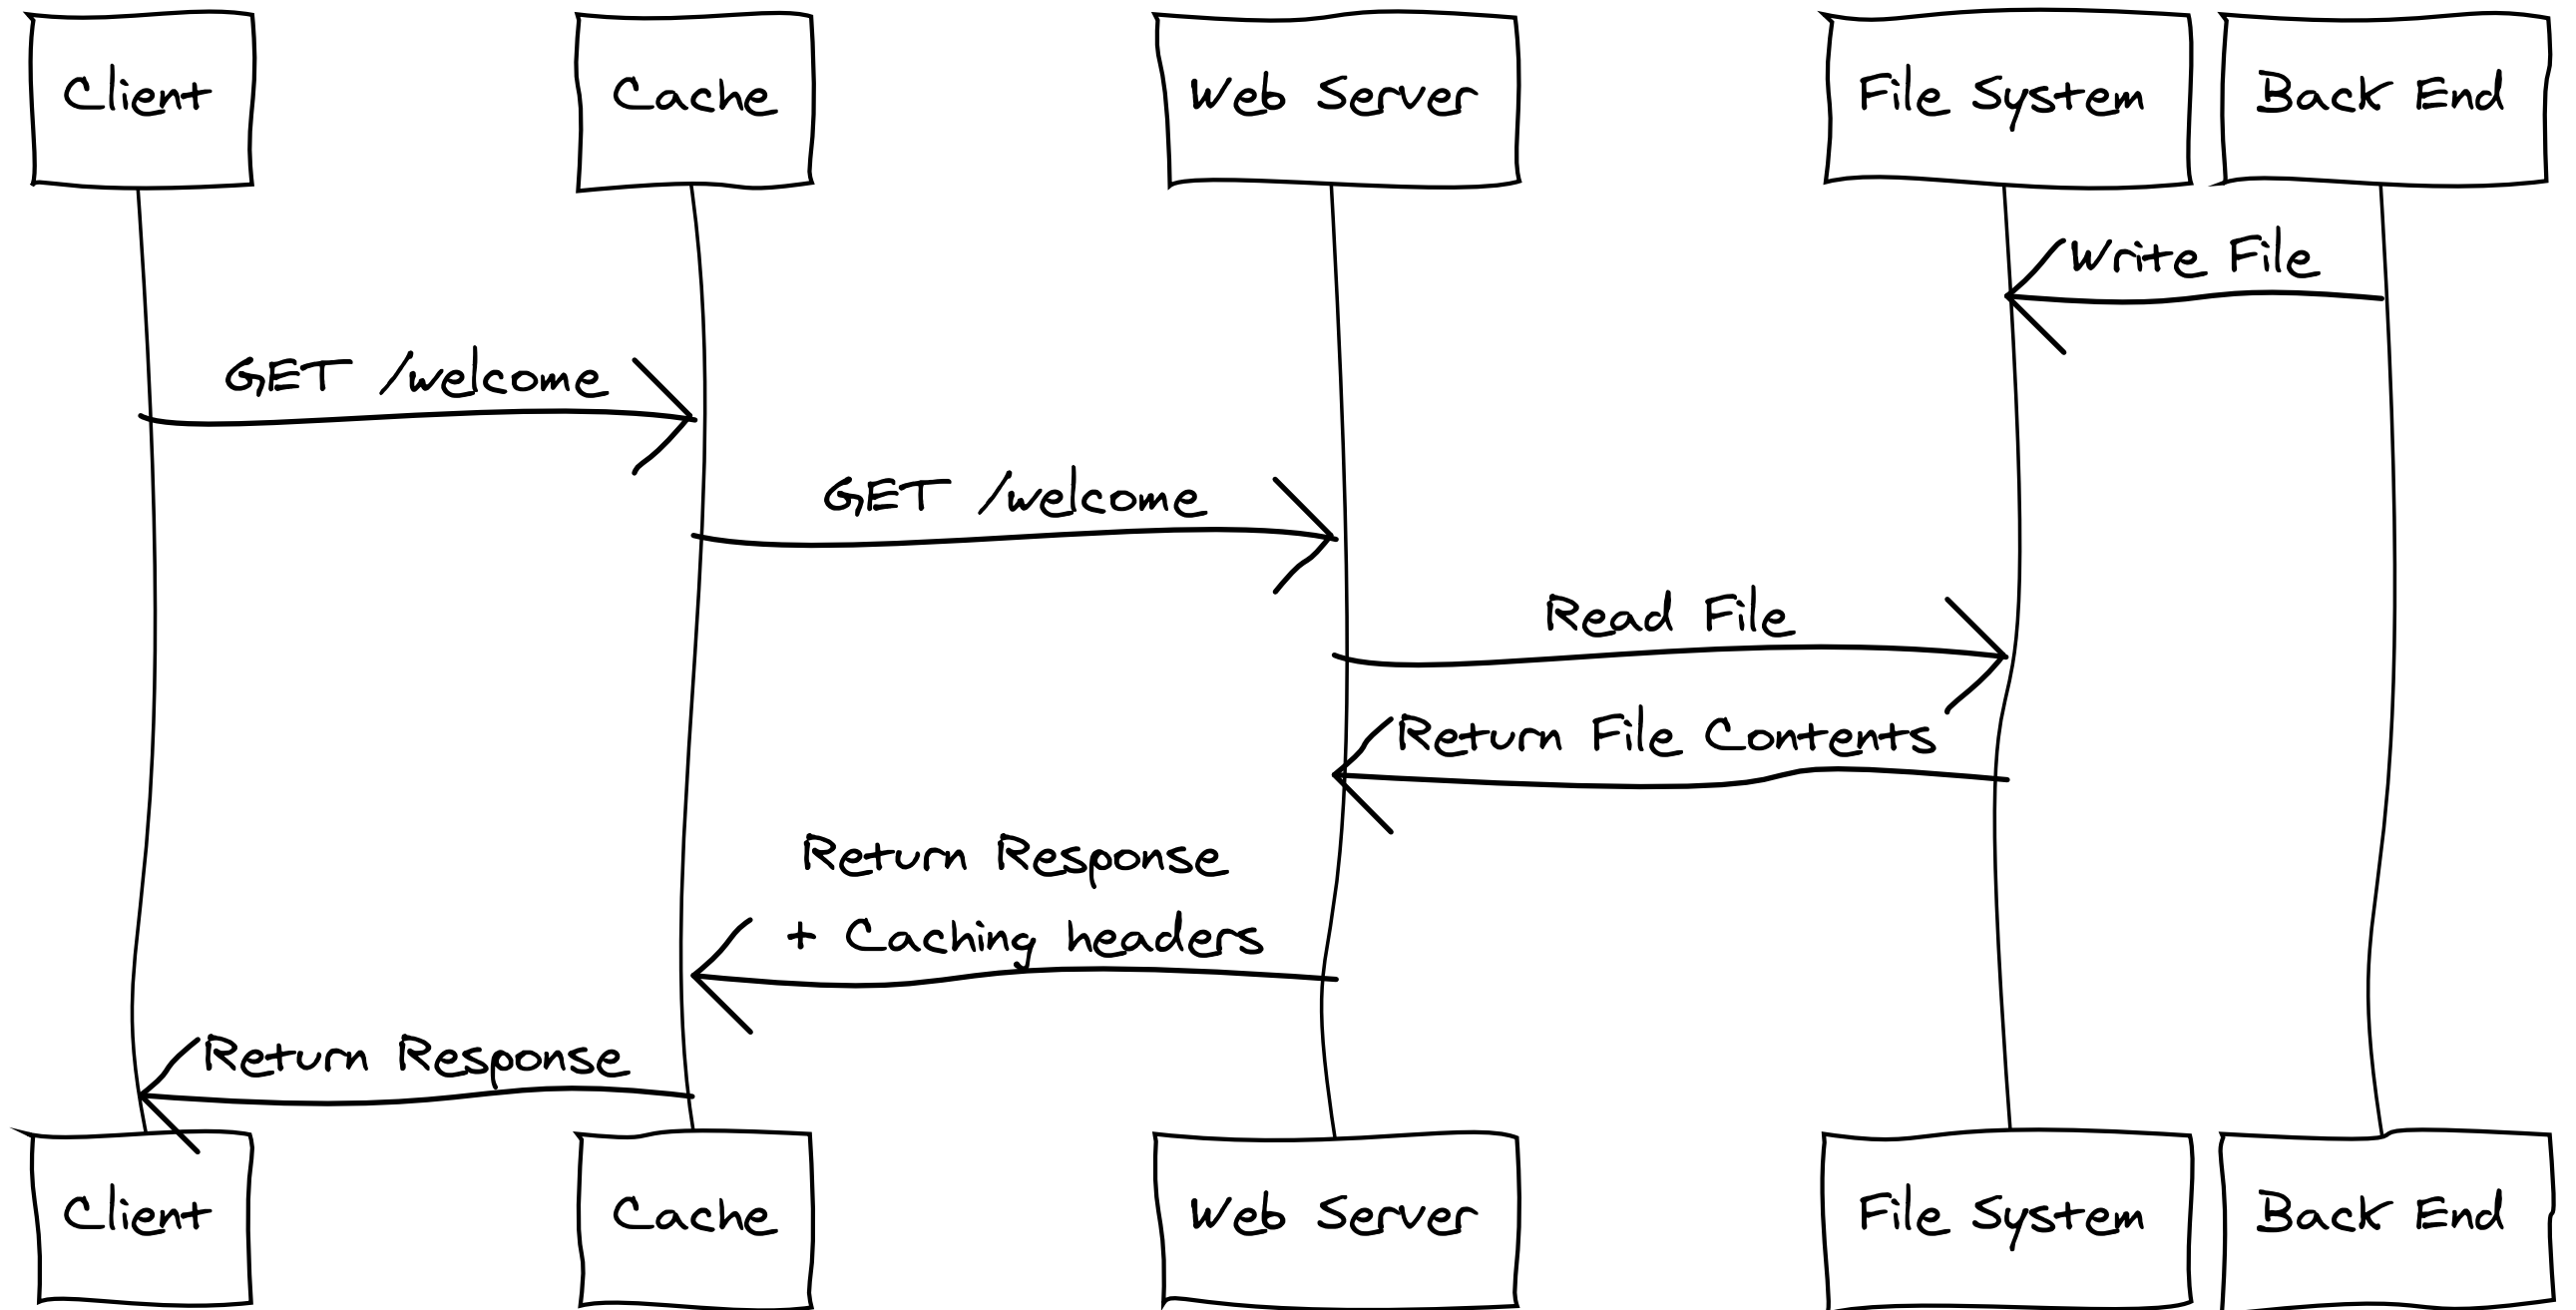 Client
Cache
Web Server
File System
Back End
Write File
GET /welcome
GET /welcome
Read File
Return File Contents
Return Response
+ Caching headers
Return Response
Client
Cache
Web Server
File System
Back End